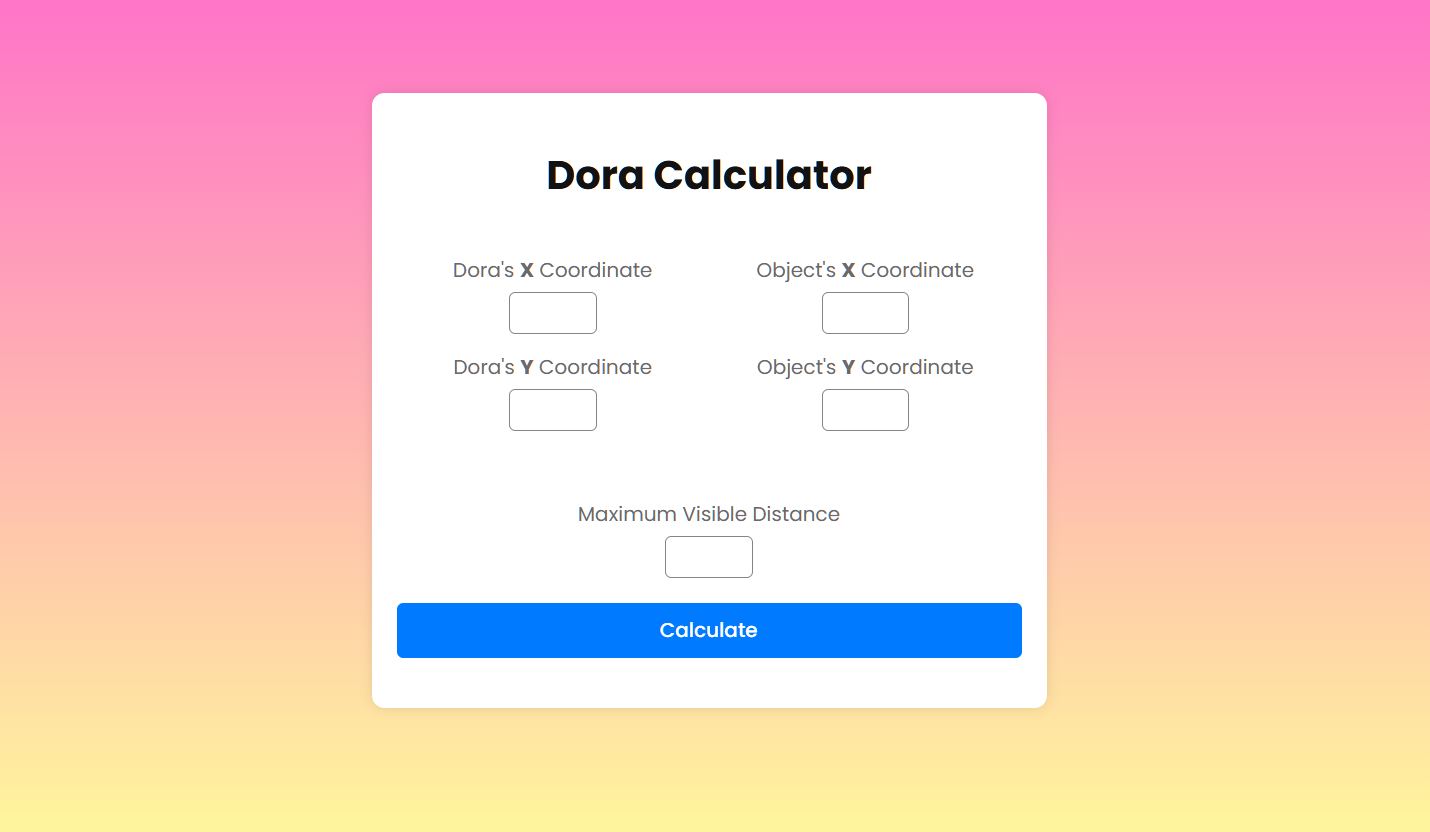 Dora Calculator
Dora's X Coordinate
Object's X Coordinate
Dora's Y Coordinate
Object's Y Coordinate
Maximum Visible Distance
Calculate